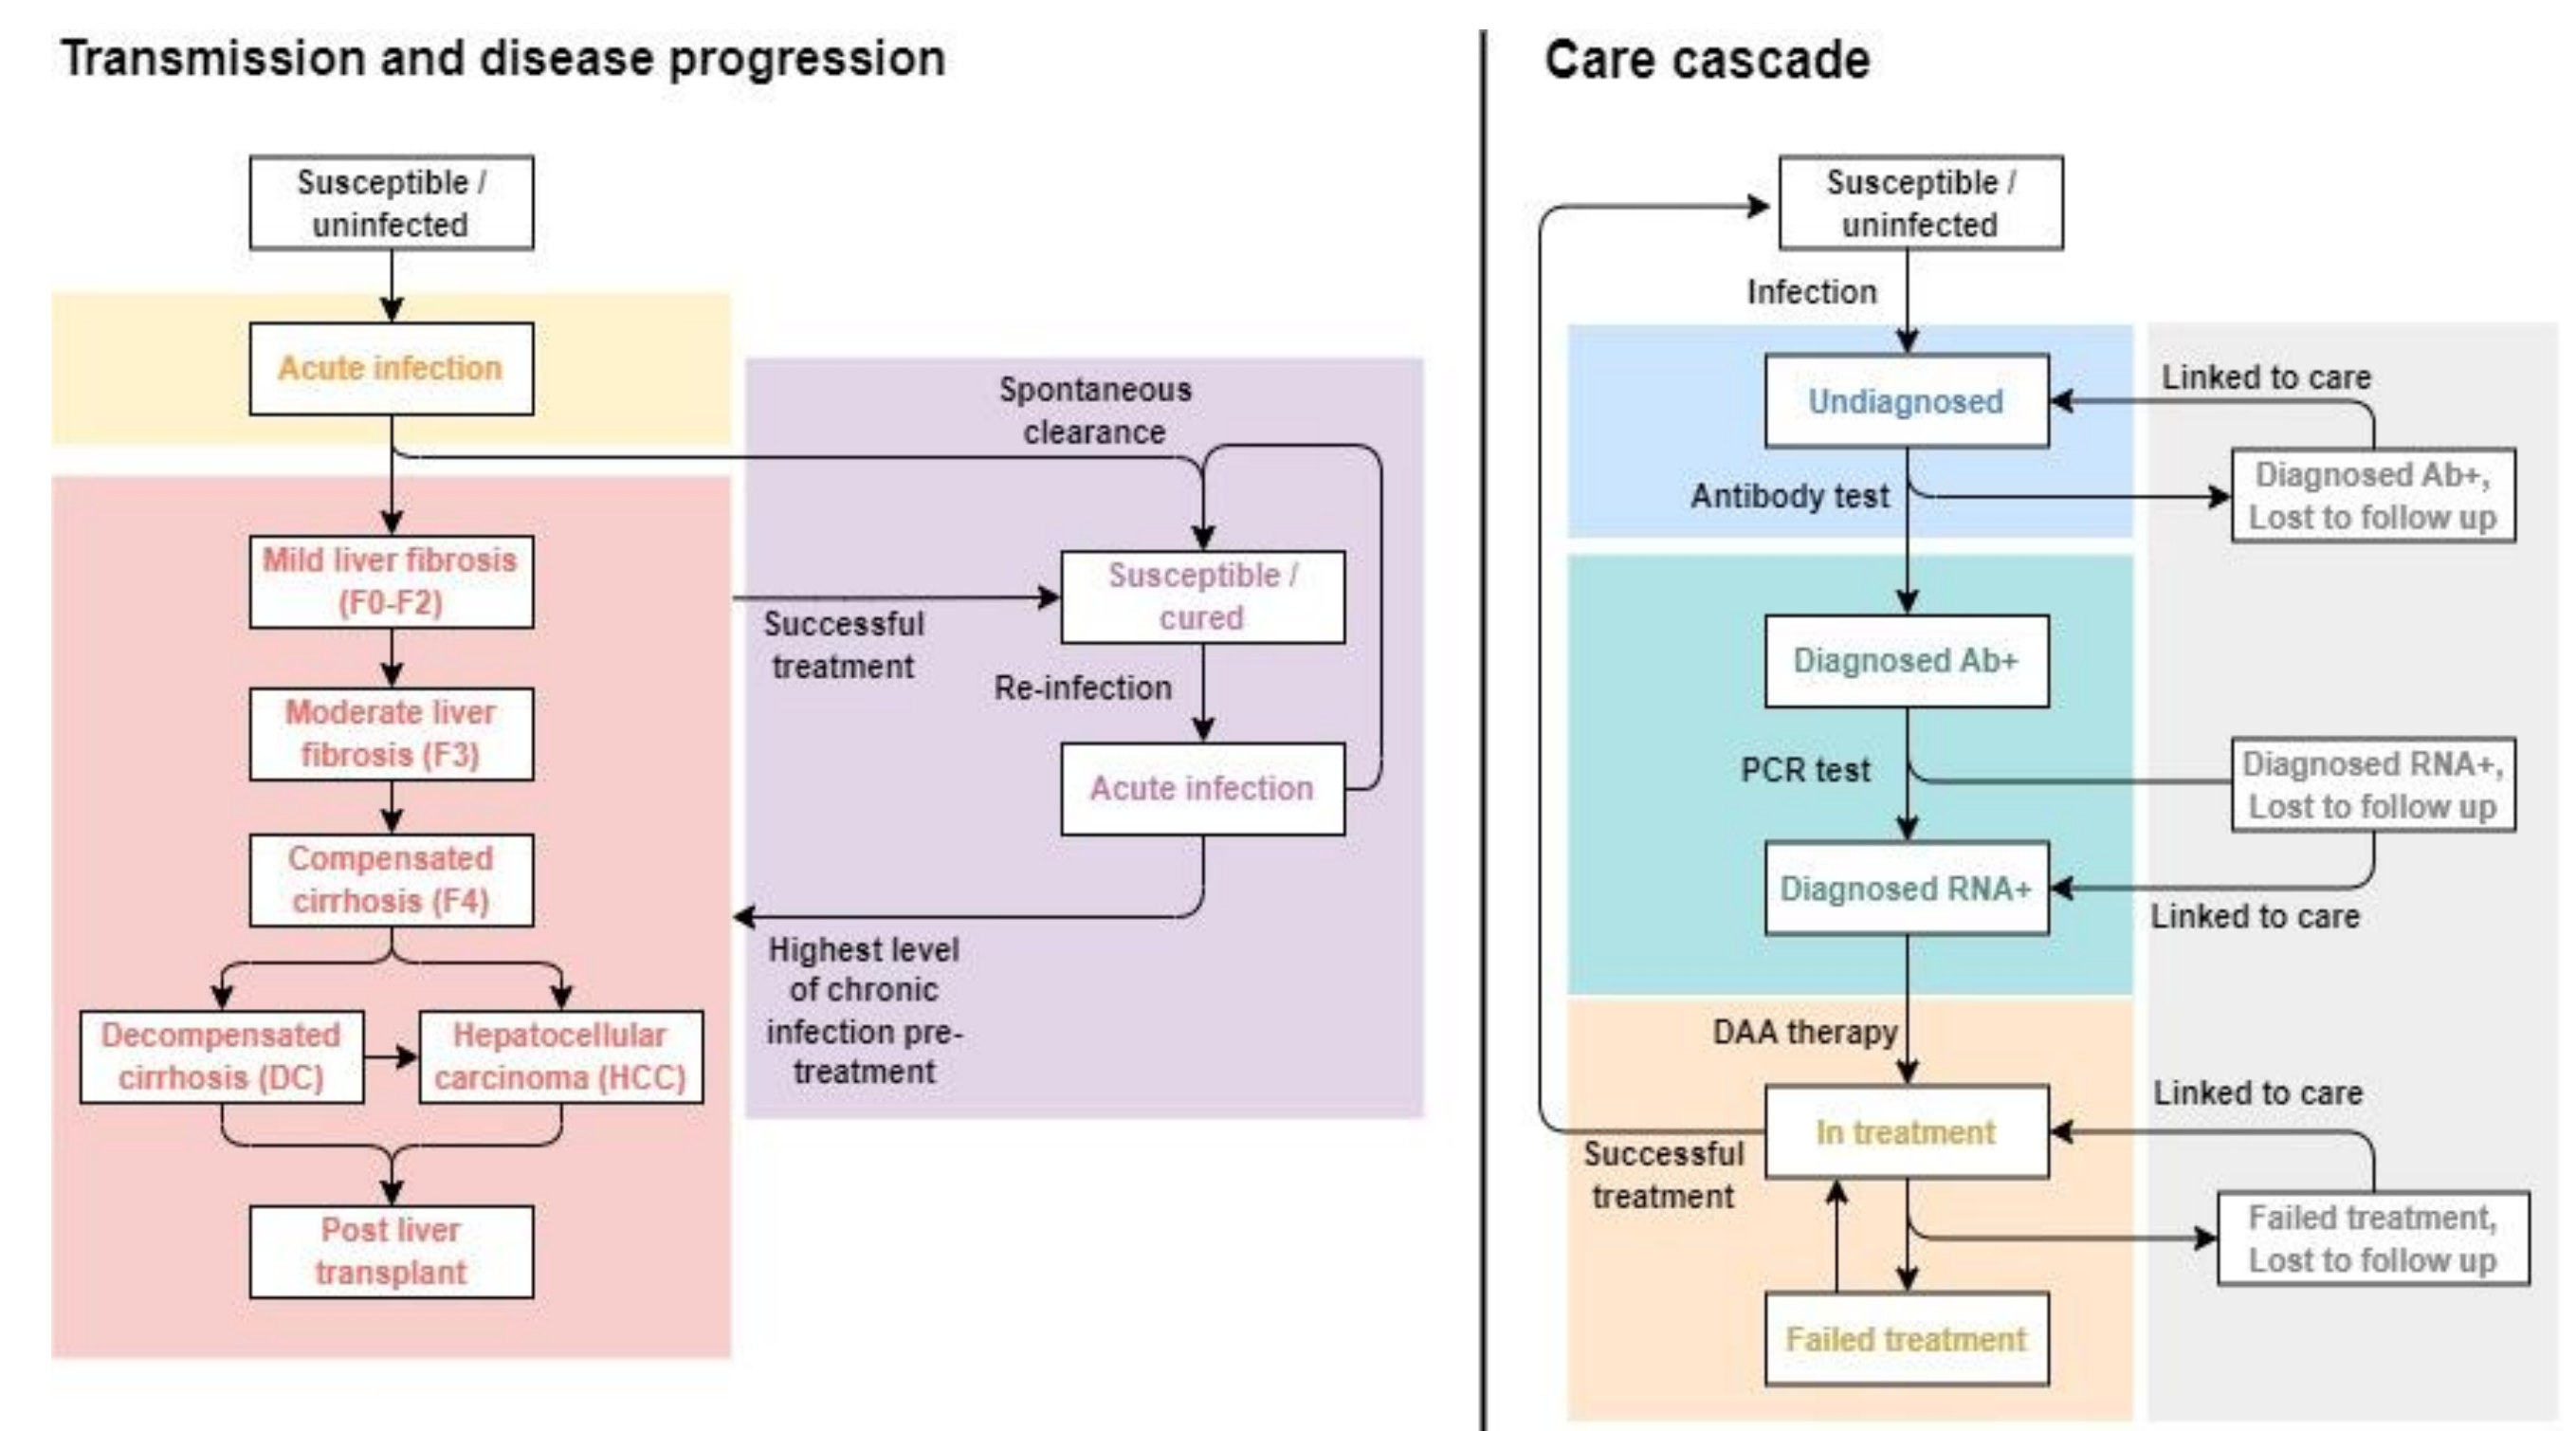 Transmission and disease progression
Susceptible /
uninfected
Acute infection
Spontaneous
clearance
Mild liver fibrosis
(F0-F2)
Susceptible /
cured
Successful
treatment
Re-infection
Moderate liver
fibrosis (F3)
Acute infection
Compensated
cirrhosis (F4)
Highest level
of chronic
infection pre-
treatment
Decompensated
cirrhosis (DC)
Hepatocellular
carcinoma (HCC)
Post liver
transplant
Care cascade
Susceptible /
uninfected
Infection
Undiagnosed
Linked to care
Antibody test
Diagnosed Ab+,
Lost to follow up
Diagnosed Ab+
PCR test
Diagnosed RNA+,
Lost to follow up
Diagnosed RNA+
Linked to care
DAA therapy
Linked to care
In treatment
Successful
treatment
Failed treatment,
Lost to follow up
Failed treatment